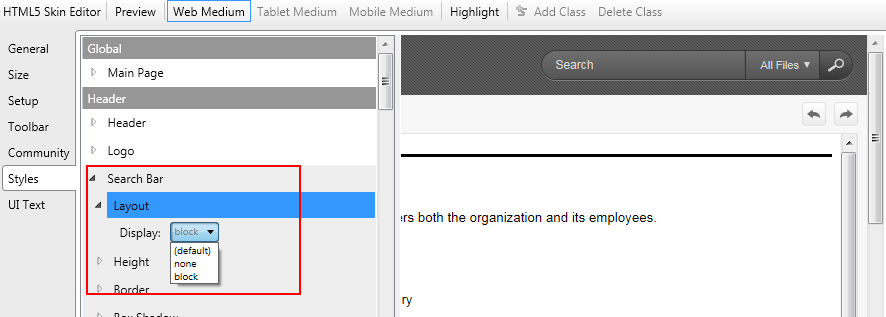 HTML5 Skin Editor Preview Web Medium Tablet Medium Mobile Medium Highlight Add Class Delete Class
General
Size
Setup
Toolbar
Community
Styles
UI Text
Global
Main Page
Header
Header
Logo
Search Bar
Layout
Display: block
(default)
none
block
Height
Border
Box Shadow
Search All Files
ers both the organization and its employees.
ry